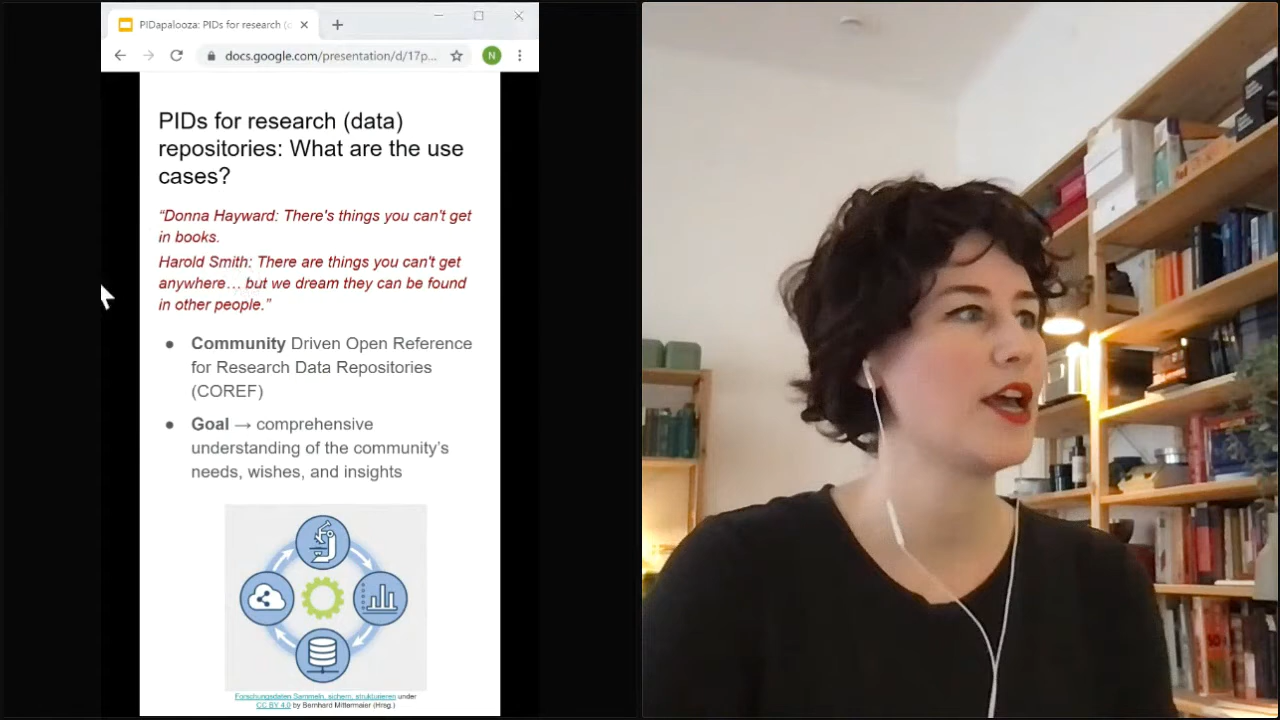 PIDapalooza: PIDs for research (
docs.google.com/presentation/d/17p...
N
PIDs for research (data)
repositories: What are the use
cases?
“Donna Hayward: There's things you can't get
in books.
Harold Smith: There are things you can't get
anywhere… but we dream they can be found
in other people.”
● Community Driven Open Reference
for Research Data Repositories
(COREF)
● Goal → comprehensive
understanding of the community’s
needs, wishes, and insights
Forschungsdaten Sammeln, sichern, strukturieren under
CC BY 4.0 by Bernhard Mittermaier (Hrsg.)